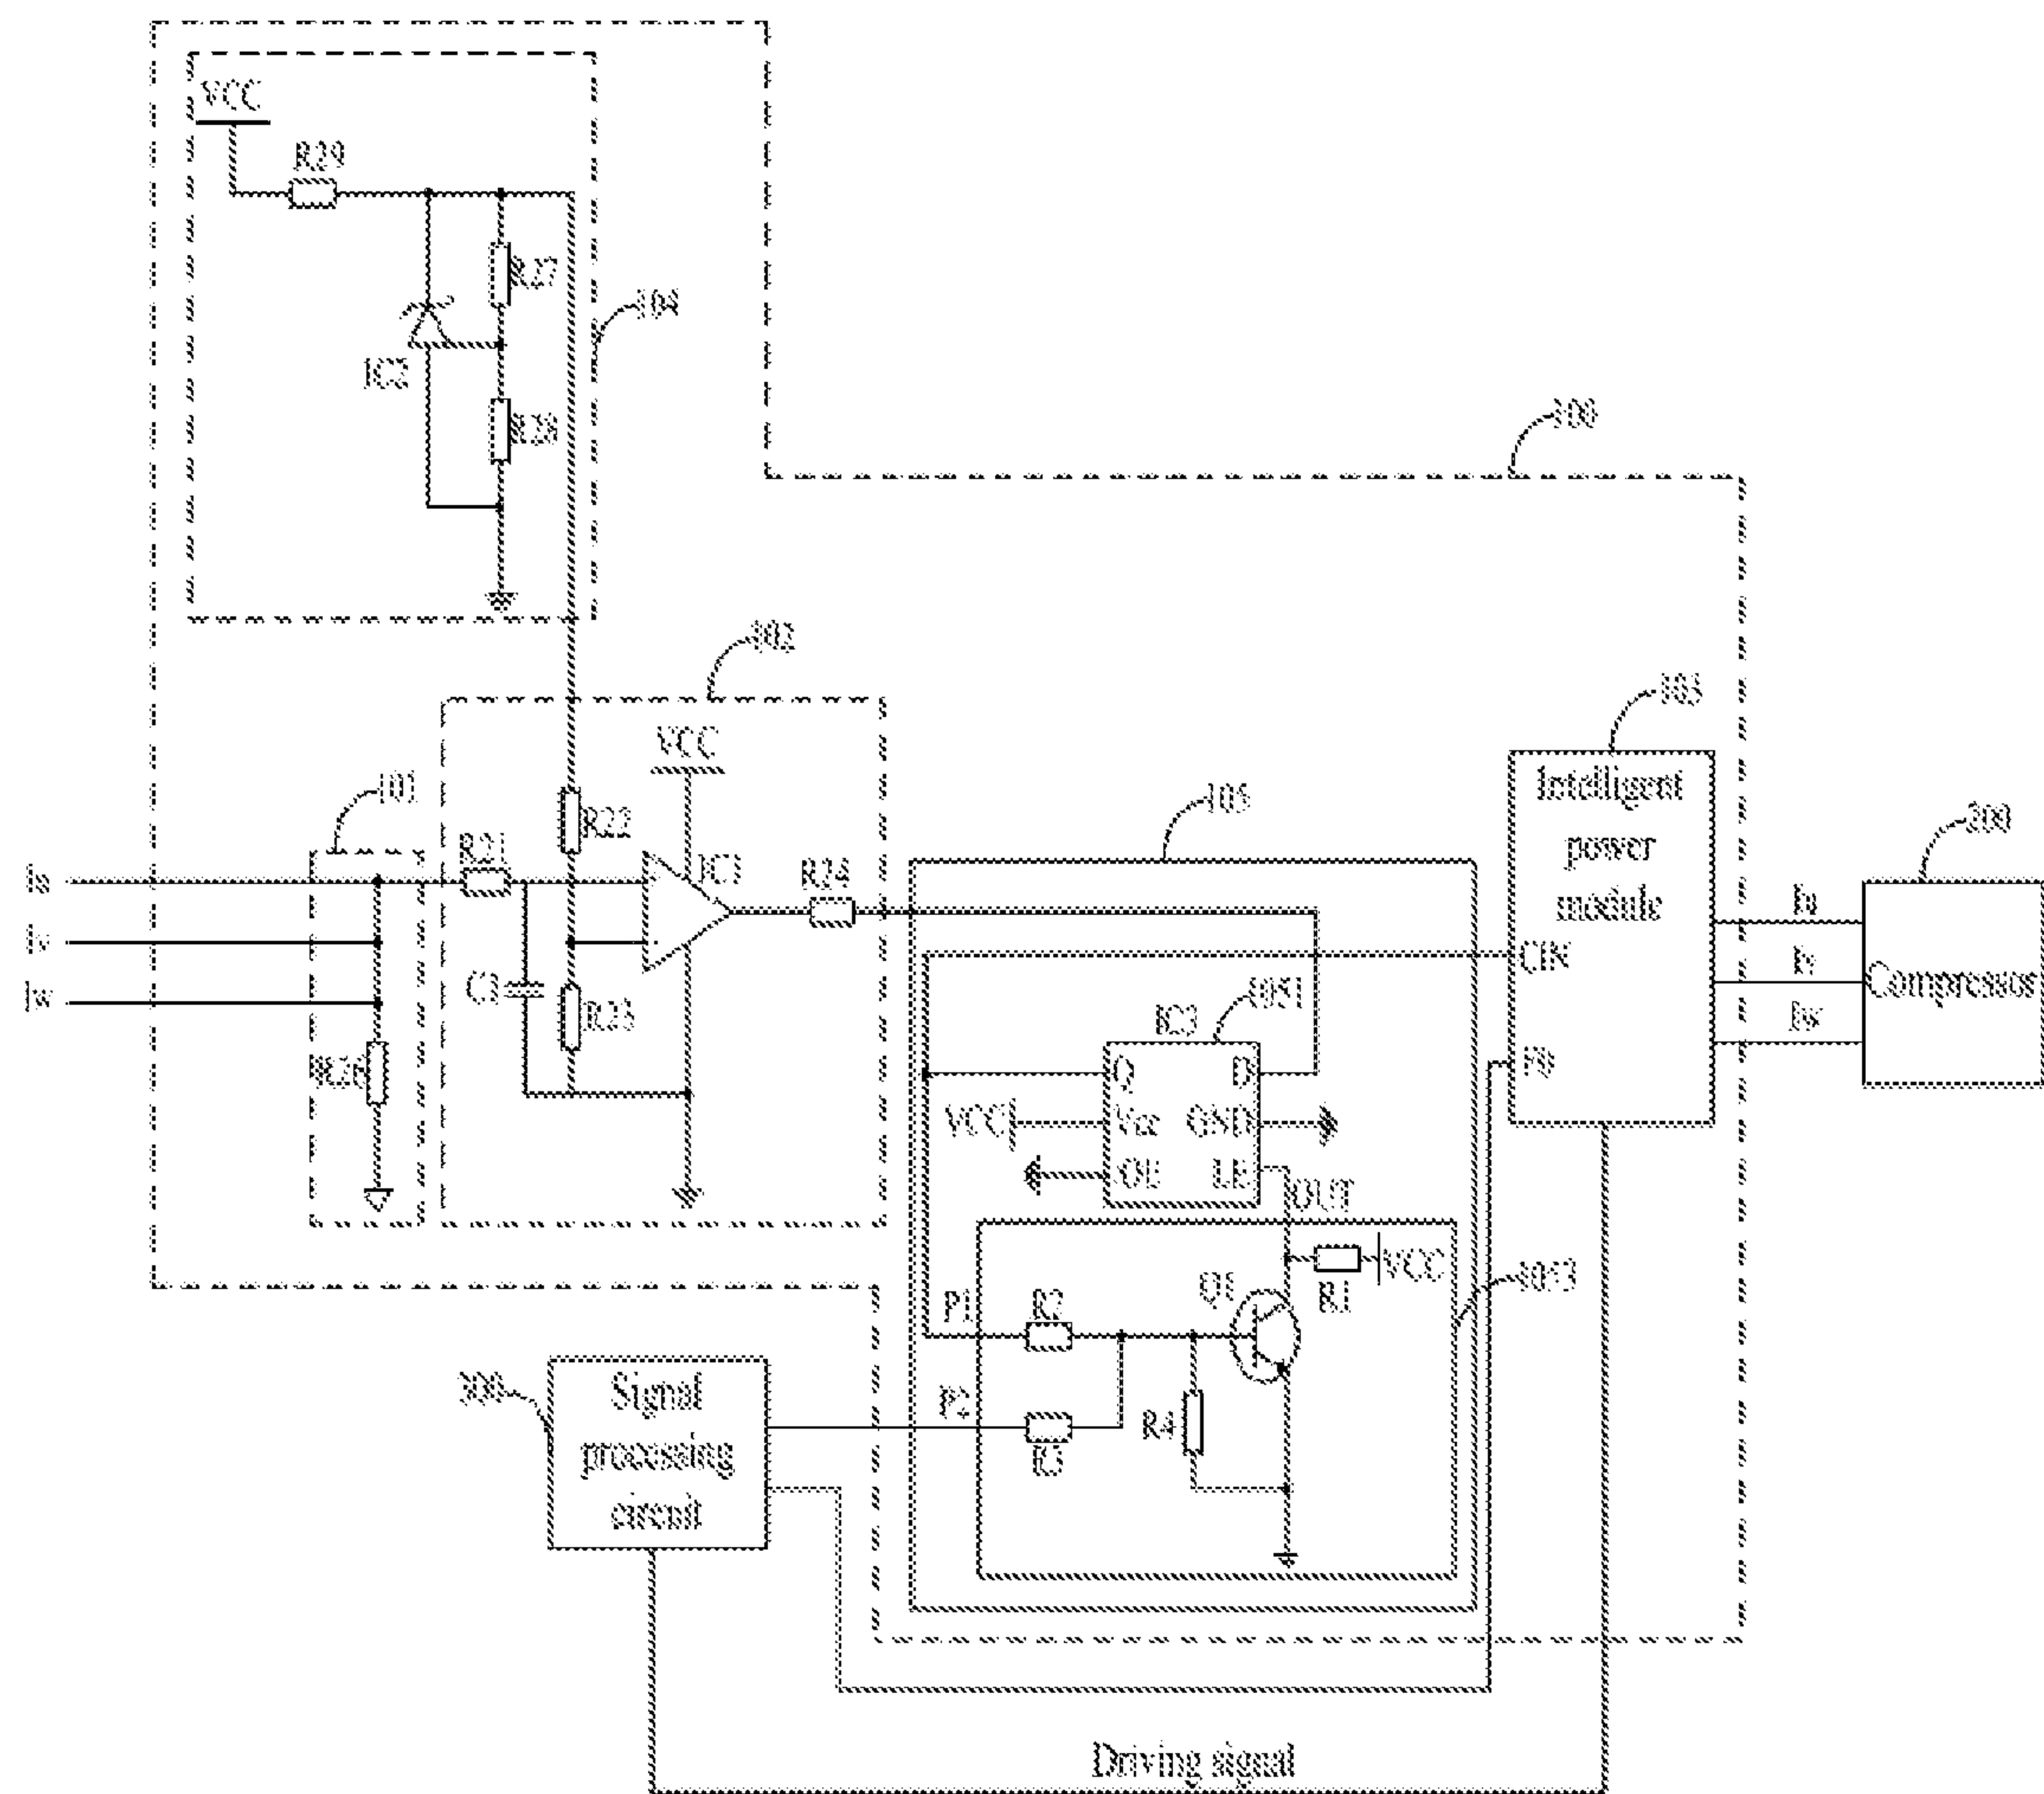 VCC
R29
R27
104
IC2
R28
100
102
103
VCC
Intelligent
power
module
101
105
200
R21
R22
IC1
R24
Iu
Iv
Iw
CIN
Iu
Iv
Iw
Compressor
C1
R23
1051
IC3
R26
FO
Q
D
VCC
Vcc
GND
OE
LE
OUT
VCC
Q1
R1
1053
P1
R2
300
Signal
processing
circuit
P2
R3
R4
Driving signal